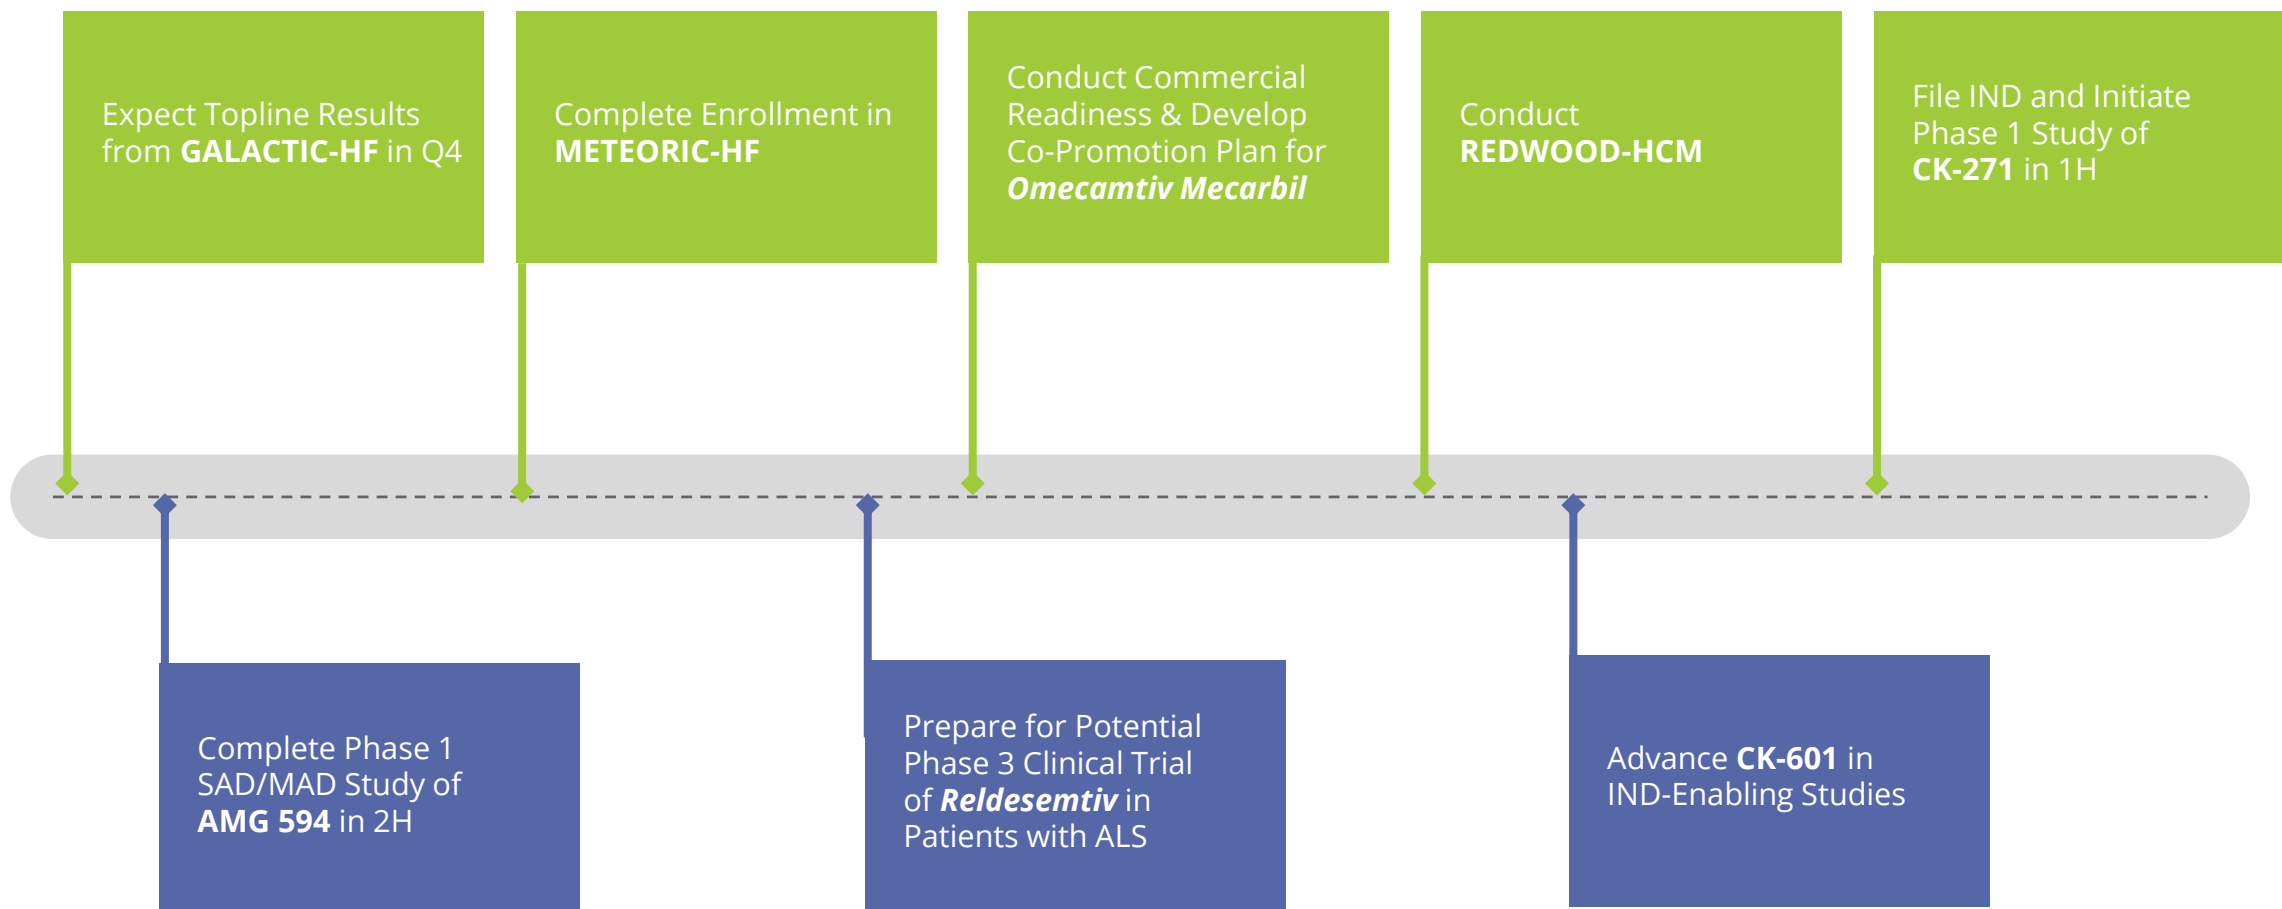 Expect Topline Results
from GALACTIC-HF in Q4
Complete Enrollment in
METEORIC-HF
Conduct Commercial
Readiness & Develop
Co-Promotion Plan for
Omecamtiv Mecarbil
Conduct
REDWOOD-HCM
File IND and Initiate
Phase 1 Study of
CK-271 in 1H
Complete Phase 1
SAD/MAD Study of
AMG 594 in 2H
Prepare for Potential
Phase 3 Clinical Trial
of Reldesemtiv in
Patients with ALS
Advance CK-601 in
IND-Enabling Studies